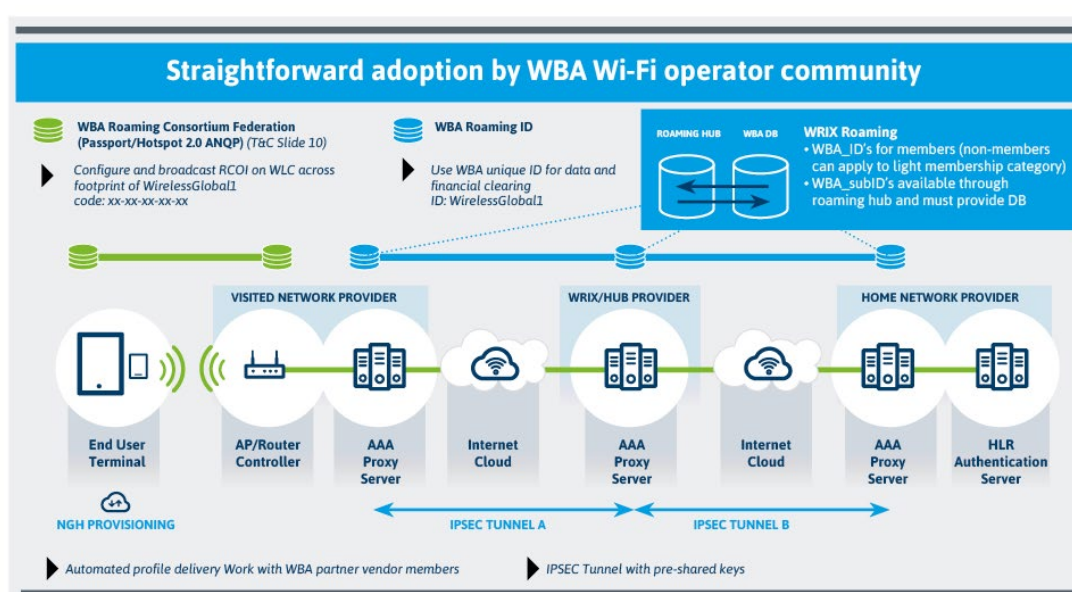 Straightforward adoption by WBA Wi-Fi operator community
WBA Roaming Consortium Federation
(Passport/Hotspot 2.0 ANQP) (T&C Slide 10)
Configure and broadcast RCOI on WLC across
footprint of WirelessGlobal1
code: xx-xx-xx-xx-xx
WBA Roaming ID
Use WBA unique ID for data and
financial clearing
ID: WirelessGlobal1
ROAMING HUB
WBA DB
WRIX Roaming
• WBA_ID's for members (non-members
can apply to light membership category)
• WBA_subID's available through
roaming hub and must provide DB
VISITED NETWORK PROVIDER
WRIX/HUB PROVIDER
HOME NETWORK PROVIDER
End User
Terminal
AP/Router
Controller
AAA
Proxy
Server
Internet
Cloud
AAA
Proxy
Server
Internet
Cloud
AAA
Proxy
Server
HLR
Authentication
Server
NGH PROVISIONING
IPSEC TUNNEL A
IPSEC TUNNEL B
Automated profile delivery Work with WBA partner vendor members
IPSEC Tunnel with pre-shared keys